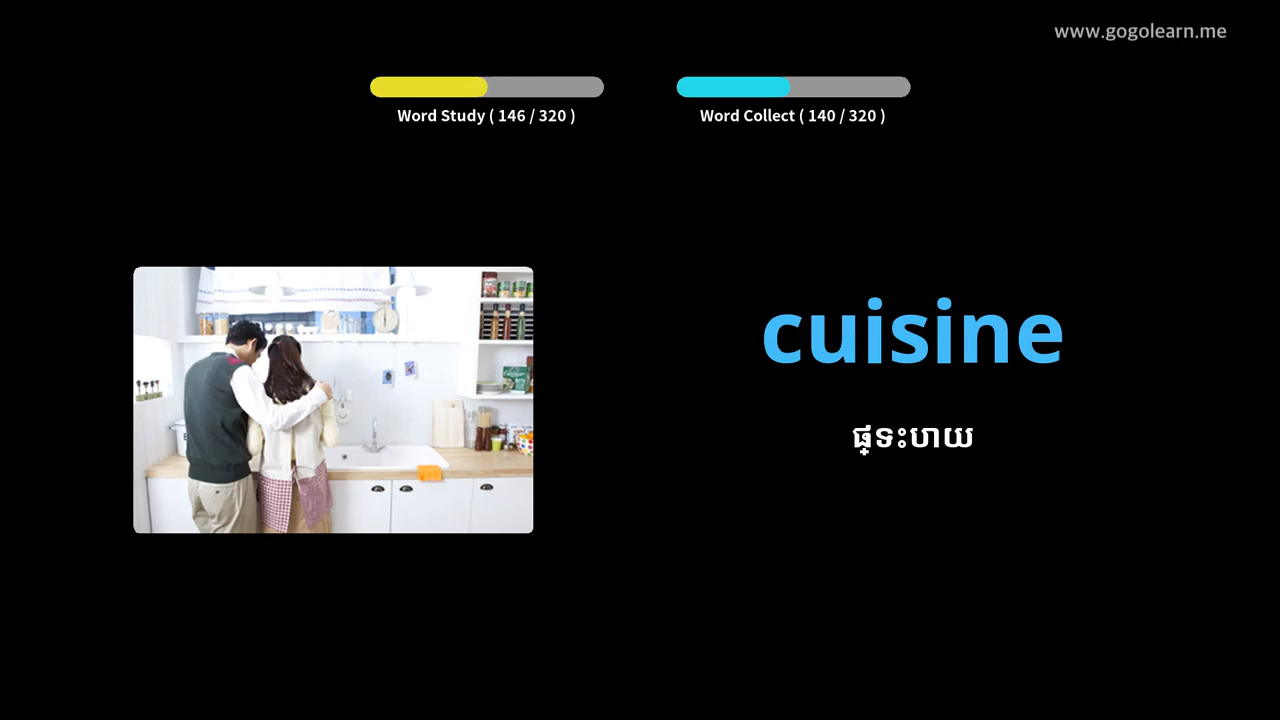 www.gogolearn.me
Word Study ( 146 / 320 )
Word Collect ( 140 / 320 )
cuisine
ផ្ទះបាយ